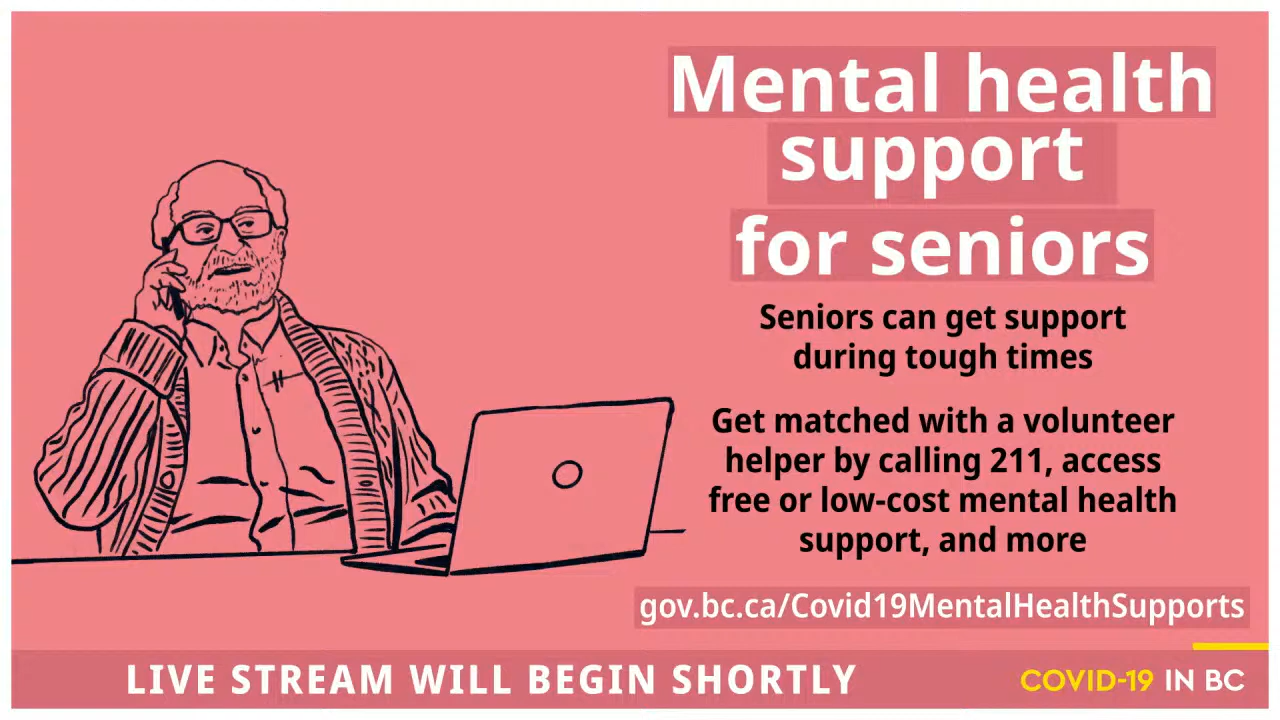 Mental health
support
for seniors
Seniors can get support
during tough times
Get matched with a volunteer
helper by calling 211, access
free or low-cost mental health
support, and more
gov.bc.ca/Covid19MentalHealthSupports
LIVE STREAM WILL BEGIN SHORTLY
COVID-19 IN BC